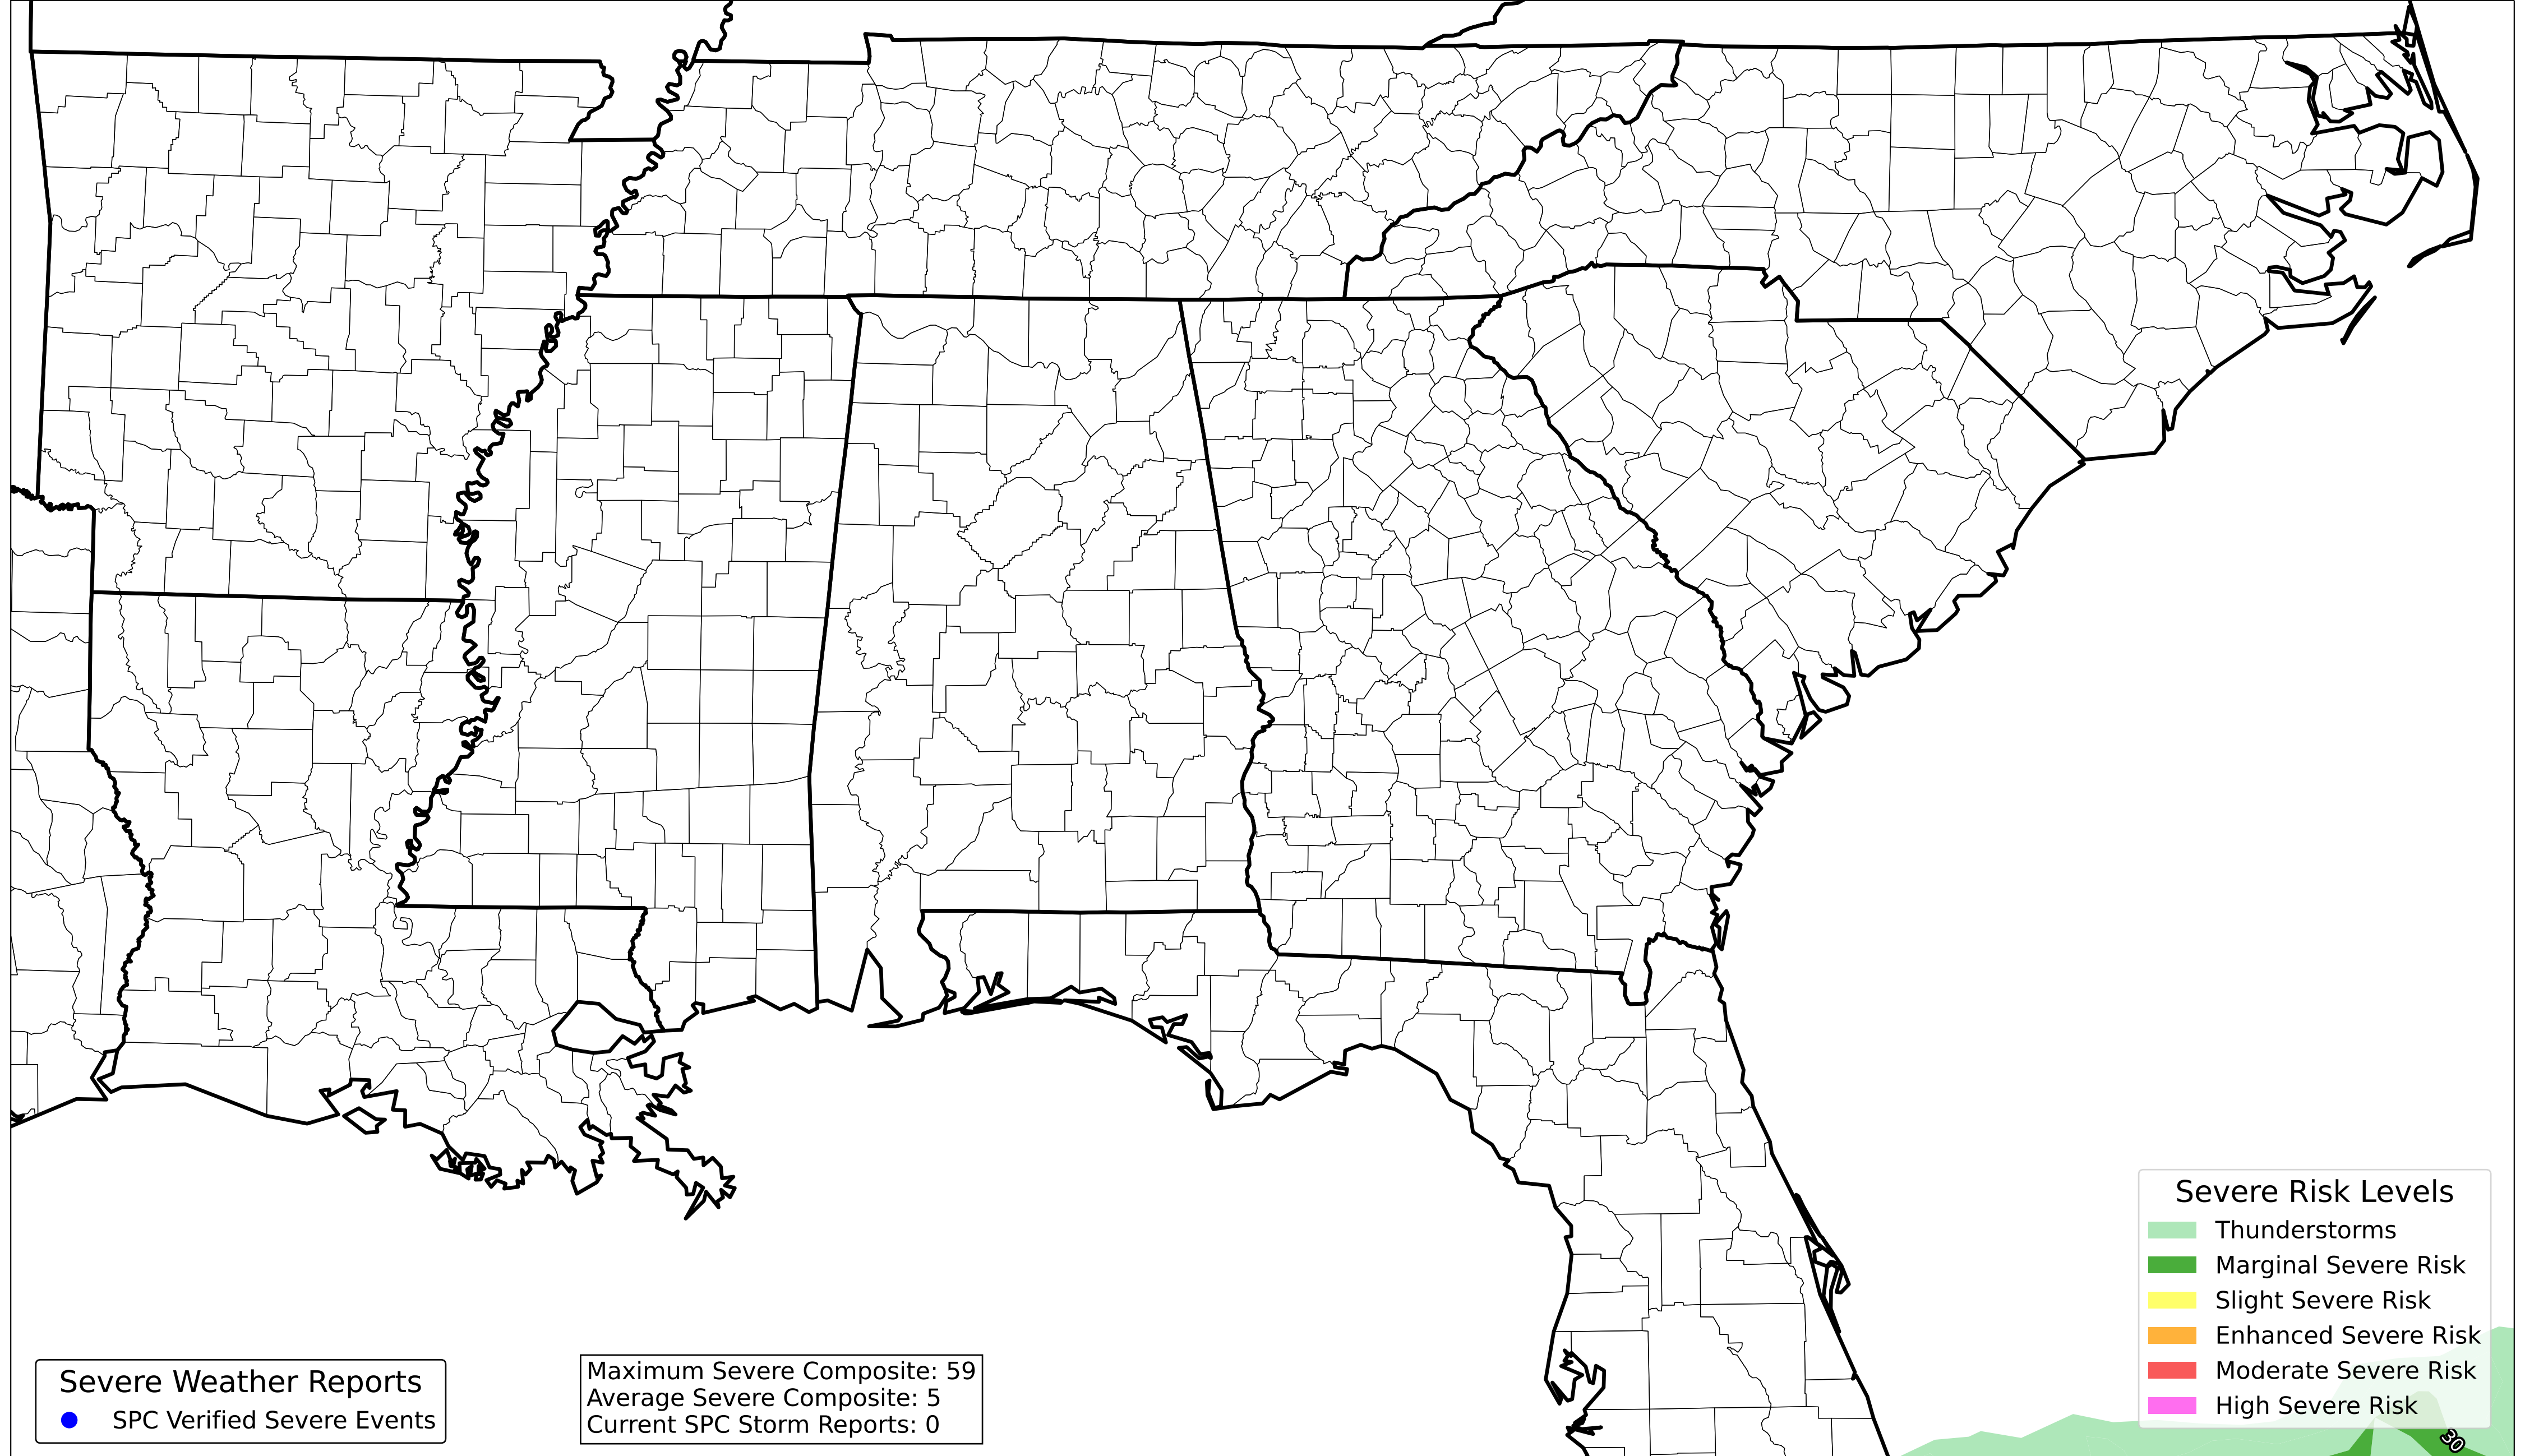 Severe Risk Levels
Thunderstorms
Marginal Severe Risk
Slight Severe Risk
Enhanced Severe Risk
Moderate Severe Risk
High Severe Risk
30
Severe Weather Reports
SPC Verified Severe Events
Maximum Severe Composite: 59
Average Severe Composite: 5
Current SPC Storm Reports: 0